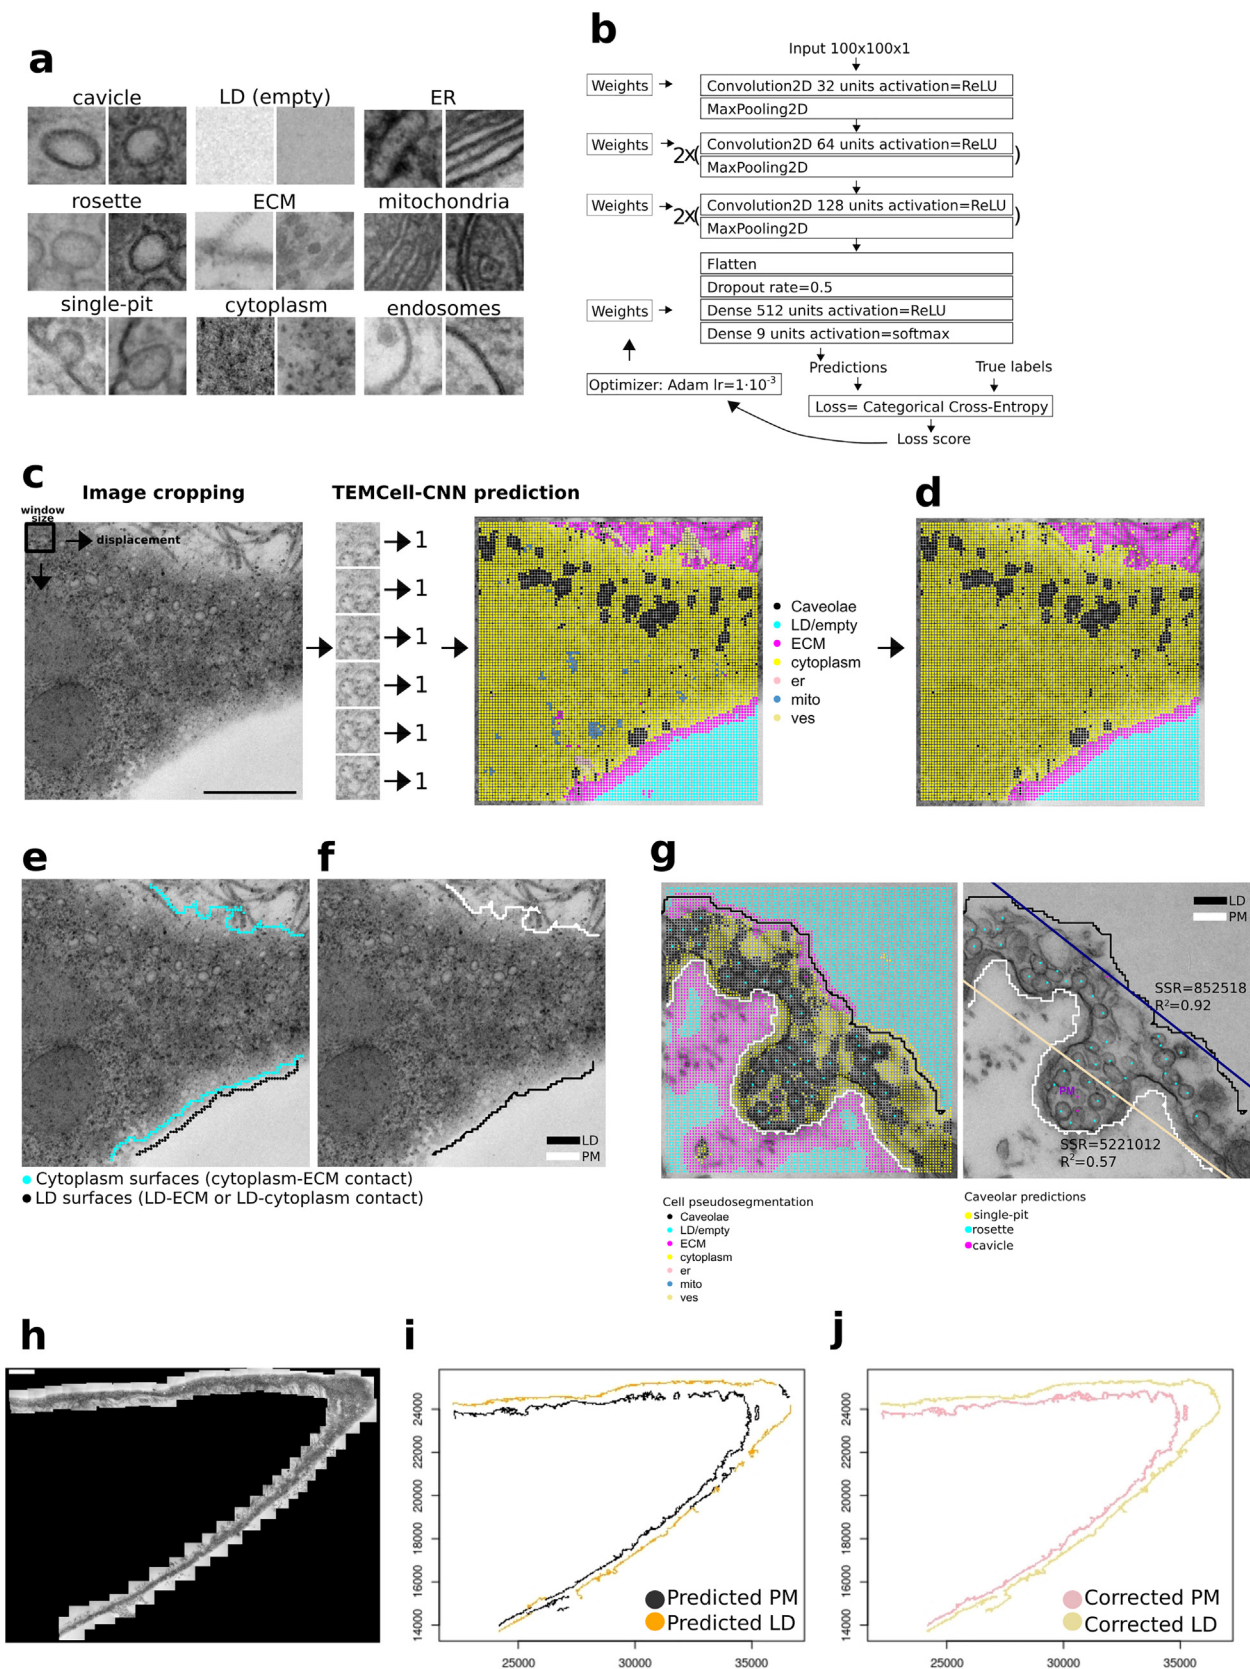 a
cavicle LD (empty) ER
rosette ECM mitochondria
single-pit cytoplasm endosomes
b
Input 100x100x1
Weights
Convolution2D 32 units activation=ReLU
MaxPooling2D
Weights
2x( Convolution2D 64 units activation=ReLU )
MaxPooling2D
Weights
2x( Convolution2D 128 units activation=ReLU )
MaxPooling2D
Flatten
Dropout rate=0.5
Weights
Dense 512 units activation=ReLU
Dense 9 units activation=softmax
Predictions True labels
Optimizer: Adam lr=1·10⁻³
Loss= Categorical Cross-Entropy
Loss score
c
Image cropping
window
size
displacement
TEMCell-CNN prediction
1
1
1
1
1
1
Caveolae
LD/empty
ECM
cytoplasm
er
mito
ves
d
e
Cytoplasm surfaces (cytoplasm-ECM contact)
LD surfaces (LD-ECM or LD-cytoplasm contact)
f
LD
PM
g
LD
PM
SSR=852518
R²=0.92
PM
SSR=5221012
R²=0.57
Cell pseudosegmentation
Caveolae
LD/empty
ECM
cytoplasm
er
mito
ves
Caveolar predictions
single-pit
rosette
cavicle
h
i
24000
22000
20000
18000
16000
14000
Predicted PM
Predicted LD
25000 30000 35000
j
24000
22000
20000
18000
16000
14000
Corrected PM
Corrected LD
25000 30000 35000